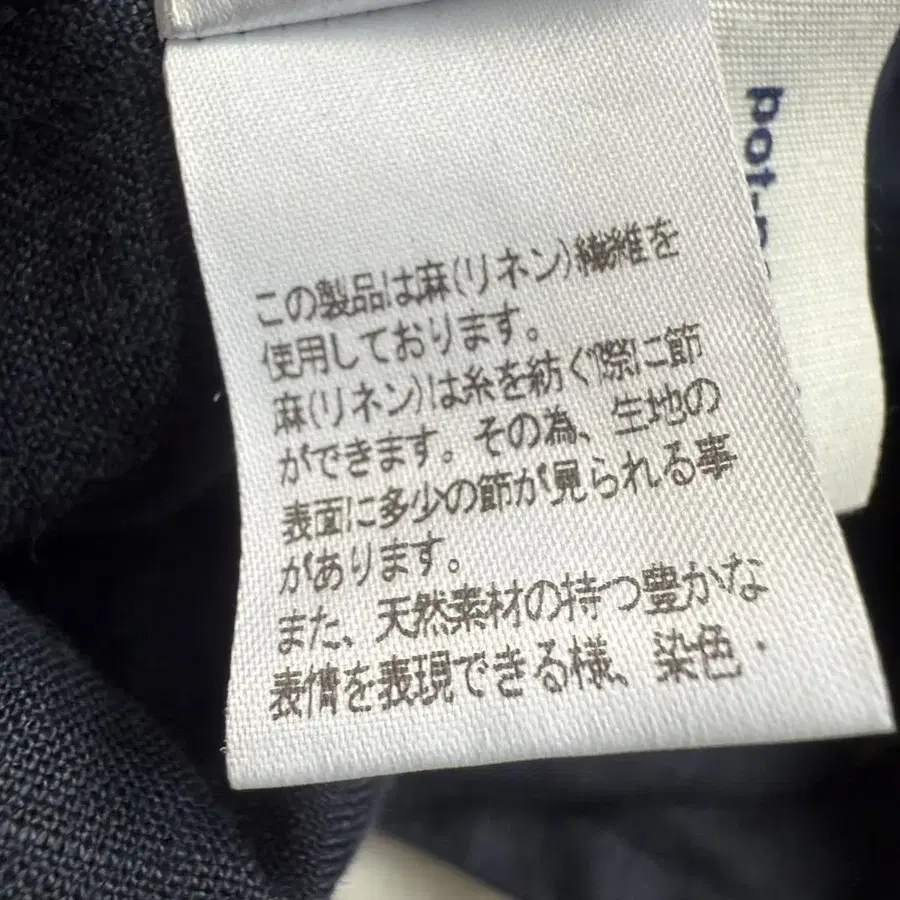 この製品は麻(リネン)繊維を
使用しております。
麻(リネン)は糸を紡ぐ際に節
ができます。その為、生地の
表面に多少の節が見られる事
があります。
また、天然素材の持つ豊かな
表情を表現できる様、染色・
pot-